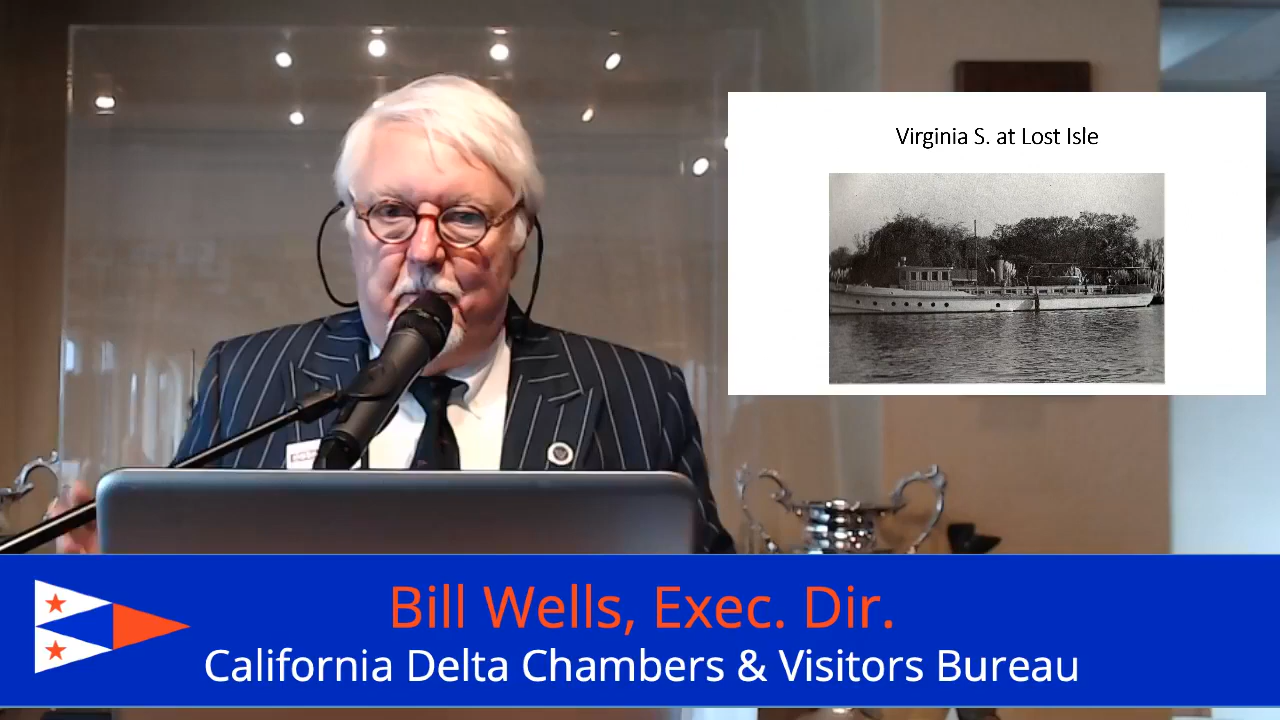 Virginia S. at Lost Isle
Bill Wells, Exec. Dir.
California Delta Chambers & Visitors Bureau